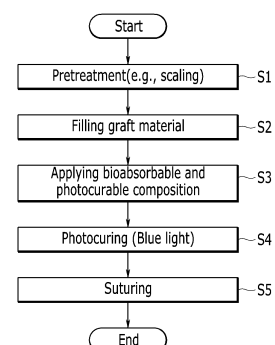 Start
Pretreatment(e.g., scaling)
S1
Filling graft material
S2
Applying bioabsorbable and
photocurable composition
S3
Photocuring (Blue light)
S4
Suturing
S5
End